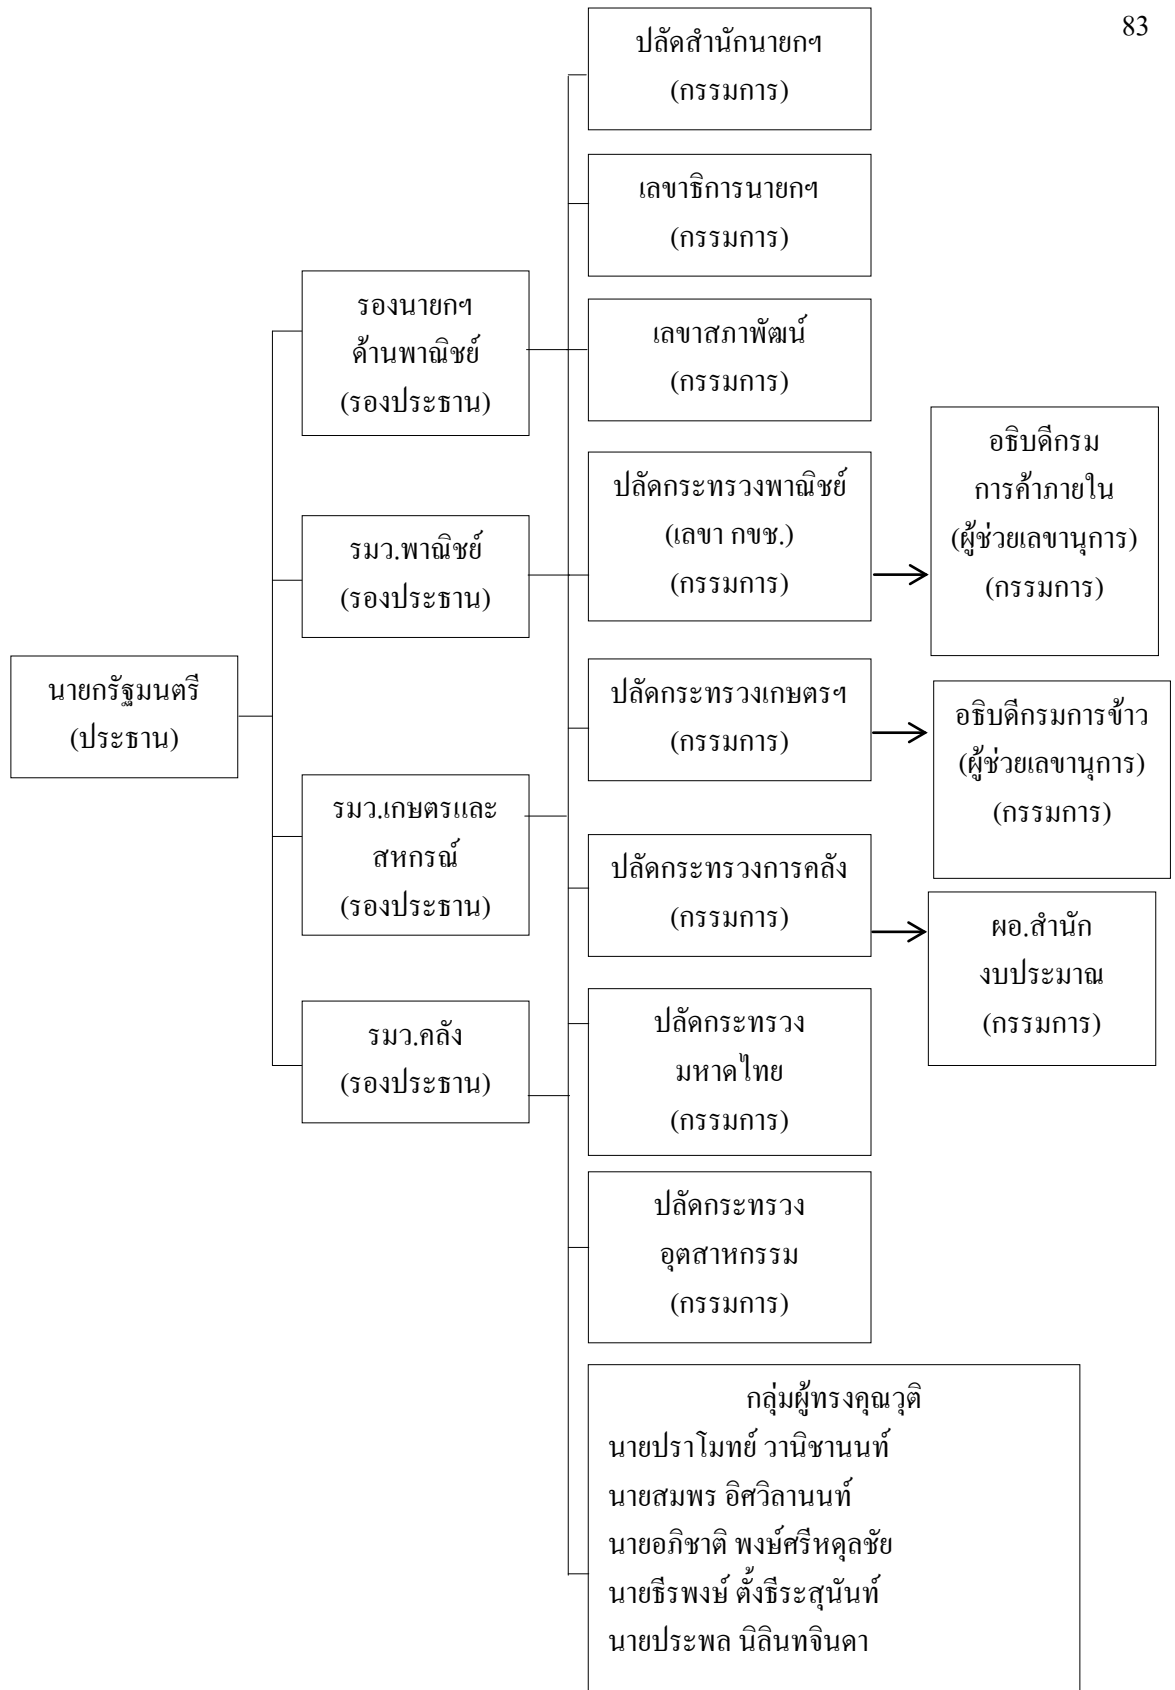 83
นายกรัฐมนตรี
(ประธาน)
รองนายกฯ
ด้านพาณิชย์
(รองประธาน)
รมว.พาณิชย์
(รองประธาน)
รมว.เกษตรและ
สหกรณ์
(รองประธาน)
รมว.คลัง
(รองประธาน)
ปลัดสำนักนายกฯ
(กรรมการ)
เลขาธิการนายกฯ
(กรรมการ)
เลขาสภาพัฒน์
(กรรมการ)
ปลัดกระทรวงพาณิชย์
(เลขา กขช.)
(กรรมการ)
ปลัดกระทรวงเกษตรฯ
(กรรมการ)
ปลัดกระทรวงการคลัง
(กรรมการ)
ปลัดกระทรวง
มหาดไทย
(กรรมการ)
ปลัดกระทรวง
อุตสาหกรรม
(กรรมการ)
กลุ่มผู้ทรงคุณวุติ
นายปราโมทย์ วานิชานนท์
นายสมพร อิศวิลานนท์
นายอภิชาติ พงษ์ศรีหดุลชัย
นายธีรพงษ์ ตั้งธีระสุนันท์
นายประพล นิลินทจินดา
อธิบดีกรม
การค้าภายใน
(ผู้ช่วยเลขานุการ)
(กรรมการ)
อธิบดีกรมการข้าว
(ผู้ช่วยเลขานุการ)
(กรรมการ)
ผอ.สำนัก
งบประมาณ
(กรรมการ)